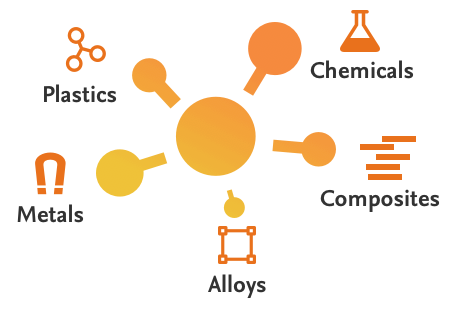 Chemicals
Plastics
Composites
Metals
Alloys